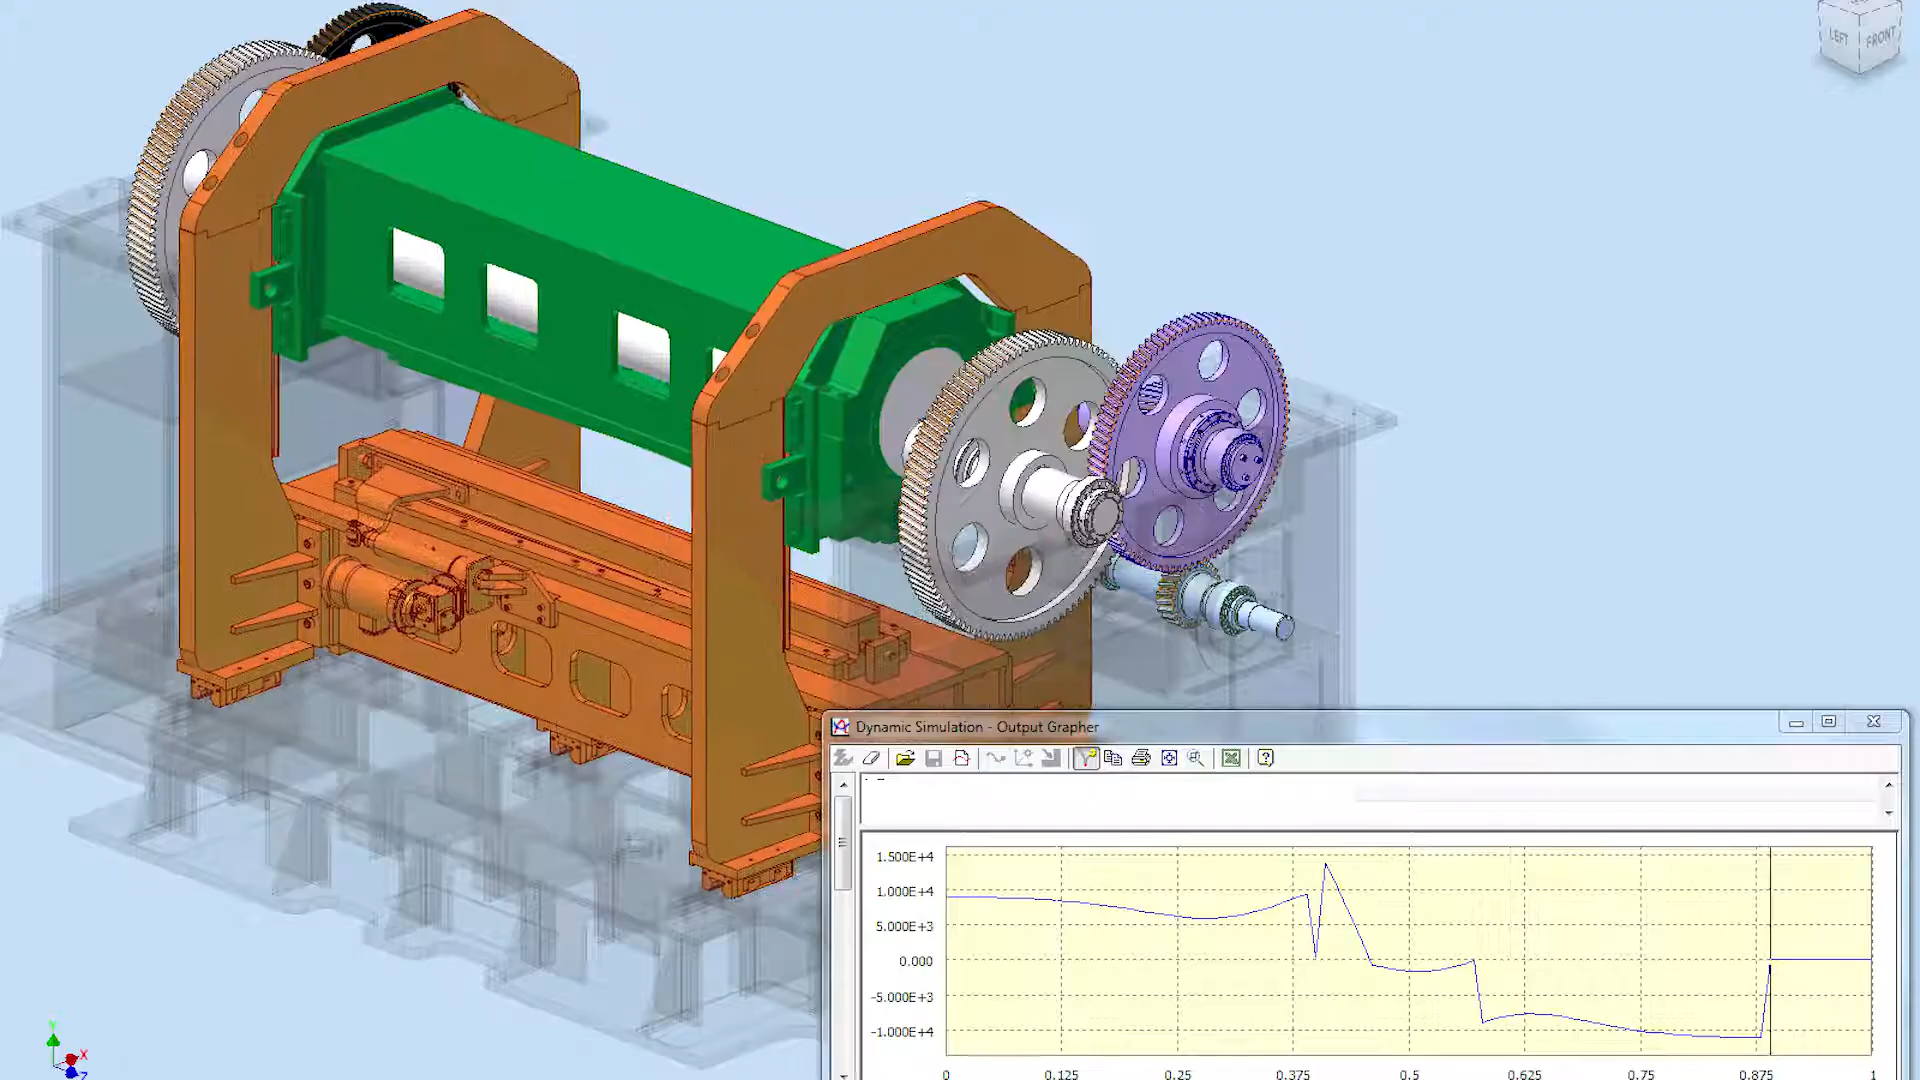 LEFT FRONT
Dynamic Simulation - Output Grapher
1.500E+4
1.000E+4
5.000E+3
0.000
-5.000E+3
-1.000E+4
0 0.125 0.25 0.375 0.5 0.625 0.75 0.875 1
Y
X
Z